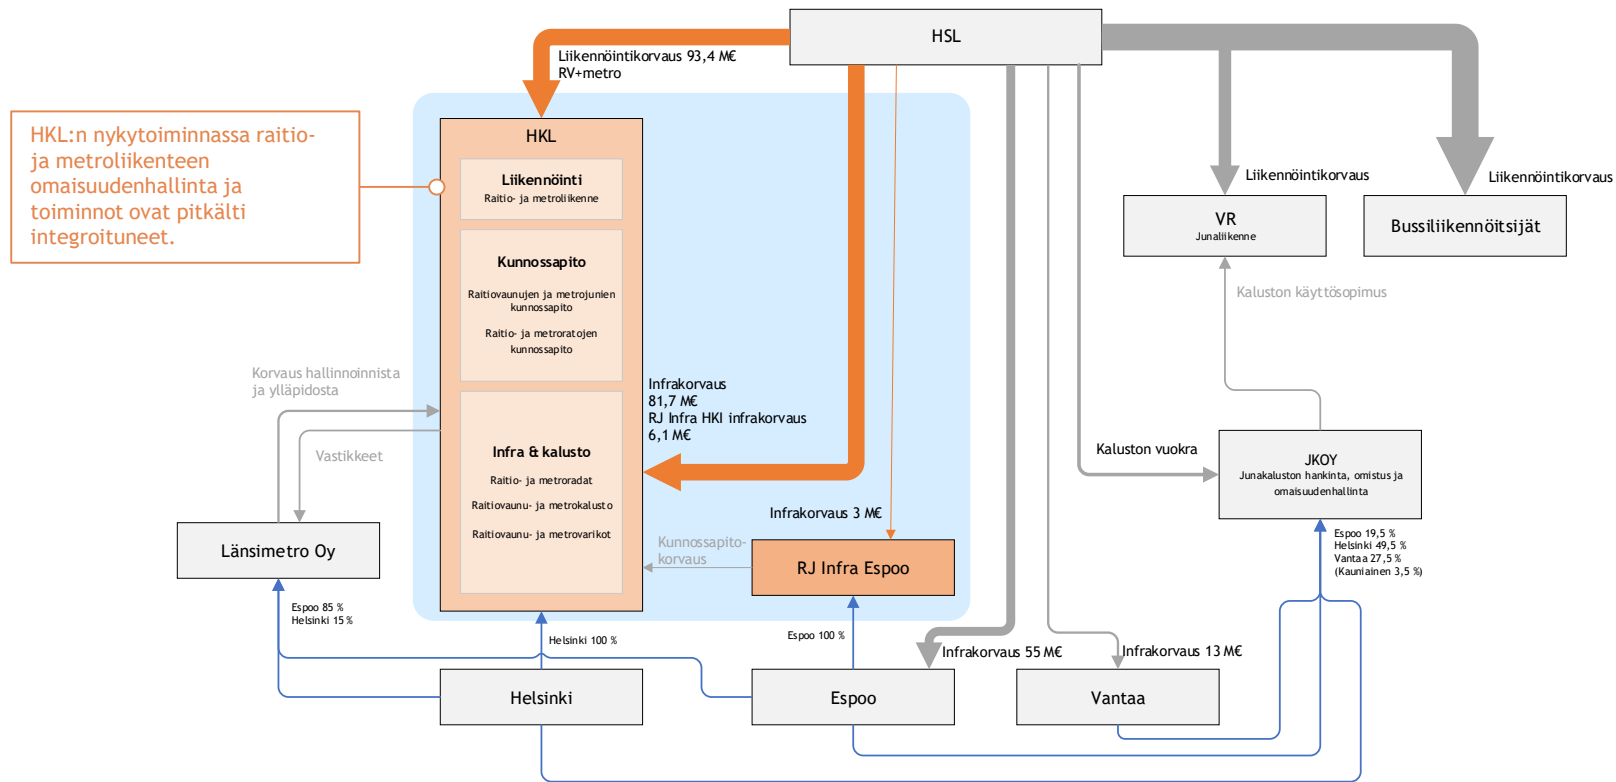 HSL
Liikennöintikorvaus 93,4 M€
RV+metro
HKL:n nykytoiminnassa raitio-
ja metroliikenteen
omaisuudenhallinta ja
toiminnot ovat pitkälti
integroituneet.
HKL
Liikennöinti
Raitio- ja metroliikenne
Kunnossapito
Raitiovaunujen ja metrojunien
kunnossapito
Raitio- ja metroratojen
kunnossapito
Infra & kalusto
Raitio- ja metroradat
Raitiovaunu- ja metrokalusto
Raitiovaunu- ja metrovarikot
Liikennöintikorvaus
Liikennöintikorvaus
VR
Junaliikenne
Bussiliikennöitsijät
Kaluston käyttösopimus
Korvaus hallinnoinnista
ja ylläpidosta
Vastikkeet
Infrakorvaus
81,7 M€
RJ Infra HKI infrakorvaus
6,1 M€
Kaluston vuokra
JKOY
Junakaluston hankinta, omistus ja
omaisuudenhallinta
Infrakorvaus 3 M€
Länsimetro Oy
Kunnossapito-
korvaus
RJ Infra Espoo
Espoo 19,5 %
Helsinki 49,5 %
Vantaa 27,5 %
(Kauniainen 3,5 %)
Espoo 85 %
Helsinki 15 %
Helsinki 100 %
Espoo 100 %
Infrakorvaus 55 M€
Infrakorvaus 13 M€
Helsinki
Espoo
Vantaa